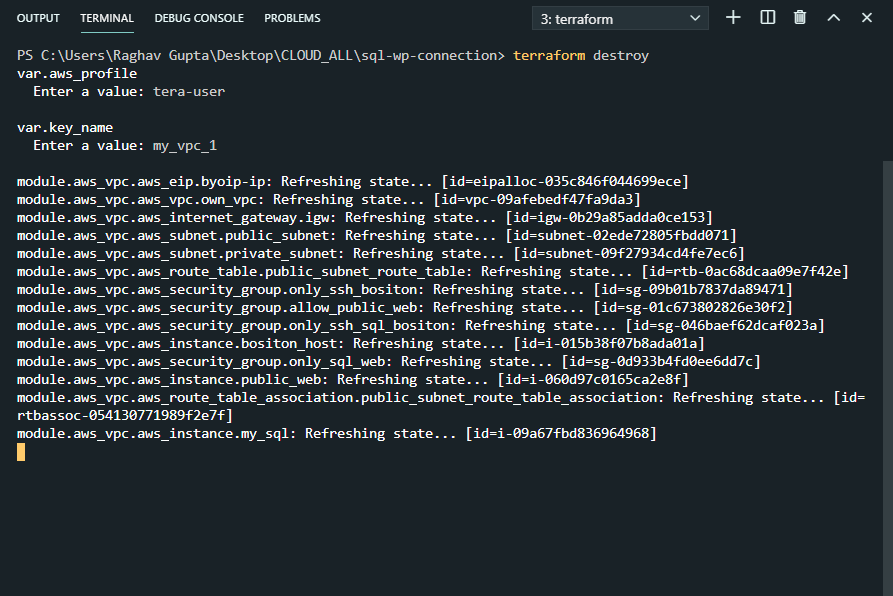 OUTPUT TERMINAL DEBUG CONSOLE PROBLEMS 3: terraform
PS C:\Users\Raghav Gupta\Desktop\CLOUD_ALL\sql-wp-connection> terraform destroy
var.aws_profile
  Enter a value: tera-user

var.key_name
  Enter a value: my_vpc_1

module.aws_vpc.aws_eip.byoip-ip: Refreshing state... [id=eipalloc-035c846f044699ece]
module.aws_vpc.aws_vpc.own_vpc: Refreshing state... [id=vpc-09afebedf47fa9da3]
module.aws_vpc.aws_internet_gateway.igw: Refreshing state... [id=igw-0b29a85adda0ce153]
module.aws_vpc.aws_subnet.public_subnet: Refreshing state... [id=subnet-02ede72805fbdd071]
module.aws_vpc.aws_subnet.private_subnet: Refreshing state... [id=subnet-09f27934cd4fe7ec6]
module.aws_vpc.aws_route_table.public_subnet_route_table: Refreshing state... [id=rtb-0ac68dcaa09e7f42e]
module.aws_vpc.aws_security_group.only_ssh_bositon: Refreshing state... [id=sg-09b01b7837da89471]
module.aws_vpc.aws_security_group.allow_public_web: Refreshing state... [id=sg-01c673802826e30f2]
module.aws_vpc.aws_security_group.only_ssh_sql_bositon: Refreshing state... [id=sg-046baef62dcaf023a]
module.aws_vpc.aws_instance.bositon_host: Refreshing state... [id=i-015b38f07b8ada01a]
module.aws_vpc.aws_security_group.only_sql_web: Refreshing state... [id=sg-0d933b4fd0ee6dd7c]
module.aws_vpc.aws_instance.public_web: Refreshing state... [id=i-060d97c0165ca2e8f]
module.aws_vpc.aws_route_table_association.public_subnet_route_table_association: Refreshing state... [id=
rtbassoc-054130771989f2e7f]
module.aws_vpc.aws_instance.my_sql: Refreshing state... [id=i-09a67fbd836964968]